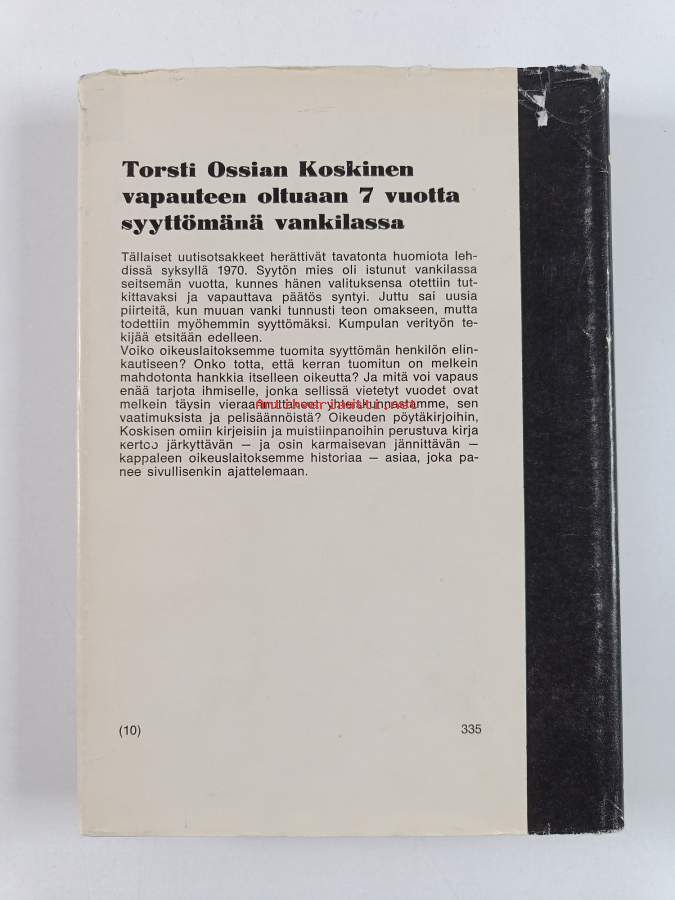 Torsti Ossian Koskinen
vapauteen oltuaan 7 vuotta
syyttömänä vankilassa
Tällaiset uutisotsakkeet herättivät tavatonta huomiota leh-
dissä syksyllä 1970. Syytön mies oli istunut vankilassa
seitsemän vuotta, kunnes hänen valituksensa otettiin tut-
kittavaksi ja vapauttava päätös syntyi. Juttu sai uusia
piirteitä, kun muuan vanki tunnusti teon omakseen, mutta
todettiin myöhemmin syyttömäksi. Kumpulan verityön te-
kijää etsitään edelleen.
Voiko oikeuslaitoksemme tuomita syyttömän henkilön elin-
kautiseen? Onko totta, että kerran tuomitun on melkein
mahdotonta hankkia itselleen oikeutta? Ja mitä voi vapaus
enää tarjota ihmiselle, jonka sellissä vietetyt vuodet ovat
melkein täysin vieraannuttaneet yhteiskunnastamme, sen
vaatimuksista ja pelisäännöistä? Oikeuden pöytäkirjoihin,
Koskisen omiin kirjeisiin ja muistiinpanoihin perustuva kirja
kertoo järkyttävän — ja osin karmaisevan jännittävän —
kappaleen oikeuslaitoksemme historiaa — asiaa, joka pa-
nee sivullisenkin ajattelemaan.
(10) 335